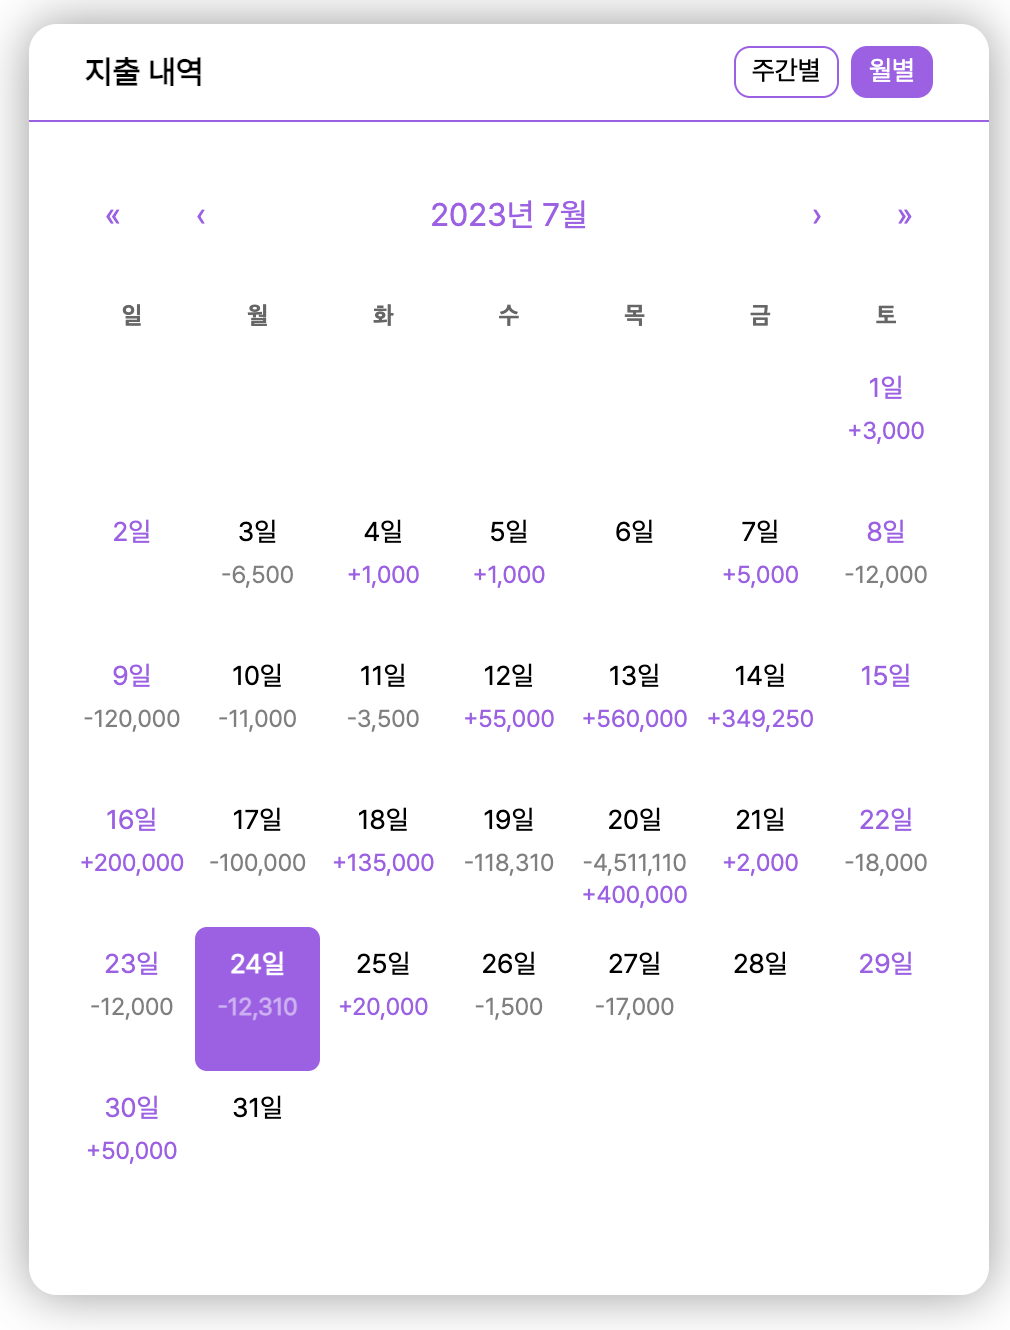 지출 내역 주간별 월별
« ‹ 2023년 7월 › »
일 월 화 수 목 금 토
1일
+3,000
2일 3일 4일 5일 6일 7일 8일
-6,500 +1,000 +1,000 +5,000 -12,000
9일 10일 11일 12일 13일 14일 15일
-120,000 -11,000 -3,500 +55,000 +560,000 +349,250
16일 17일 18일 19일 20일 21일 22일
+200,000 -100,000 +135,000 -118,310 -4,511,110 +2,000 -18,000
+400,000
23일 24일 25일 26일 27일 28일 29일
-12,000 -12,310 +20,000 -1,500 -17,000
30일 31일
+50,000